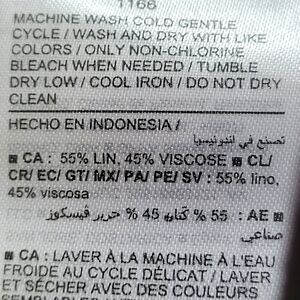 1168
MACHINE WASH COLD GENTLE
CYCLE / WASH AND DRY WITH LIKE
COLORS / ONLY NON-CHLORINE
BLEACH WHEN NEEDED / TUMBLE
DRY LOW / COOL IRON / DO NOT DRY
CLEAN
HECHO EN INDONESIA /
تصنع في اندونيسيا
CA : 55% LIN, 45% VISCOSE CL/
CR/ EC/ GT/ MX/ PA/ PE/ SV : 55% lino,
45% viscosa
AE : 55 % كتان 45 % حرير ڤيسكوز
صناعي
CA : LAVER À LA MACHINE À L'EAU
FROIDE AU CYCLE DÉLICAT / LAVER
ET SÉCHER AVEC DES COULEURS